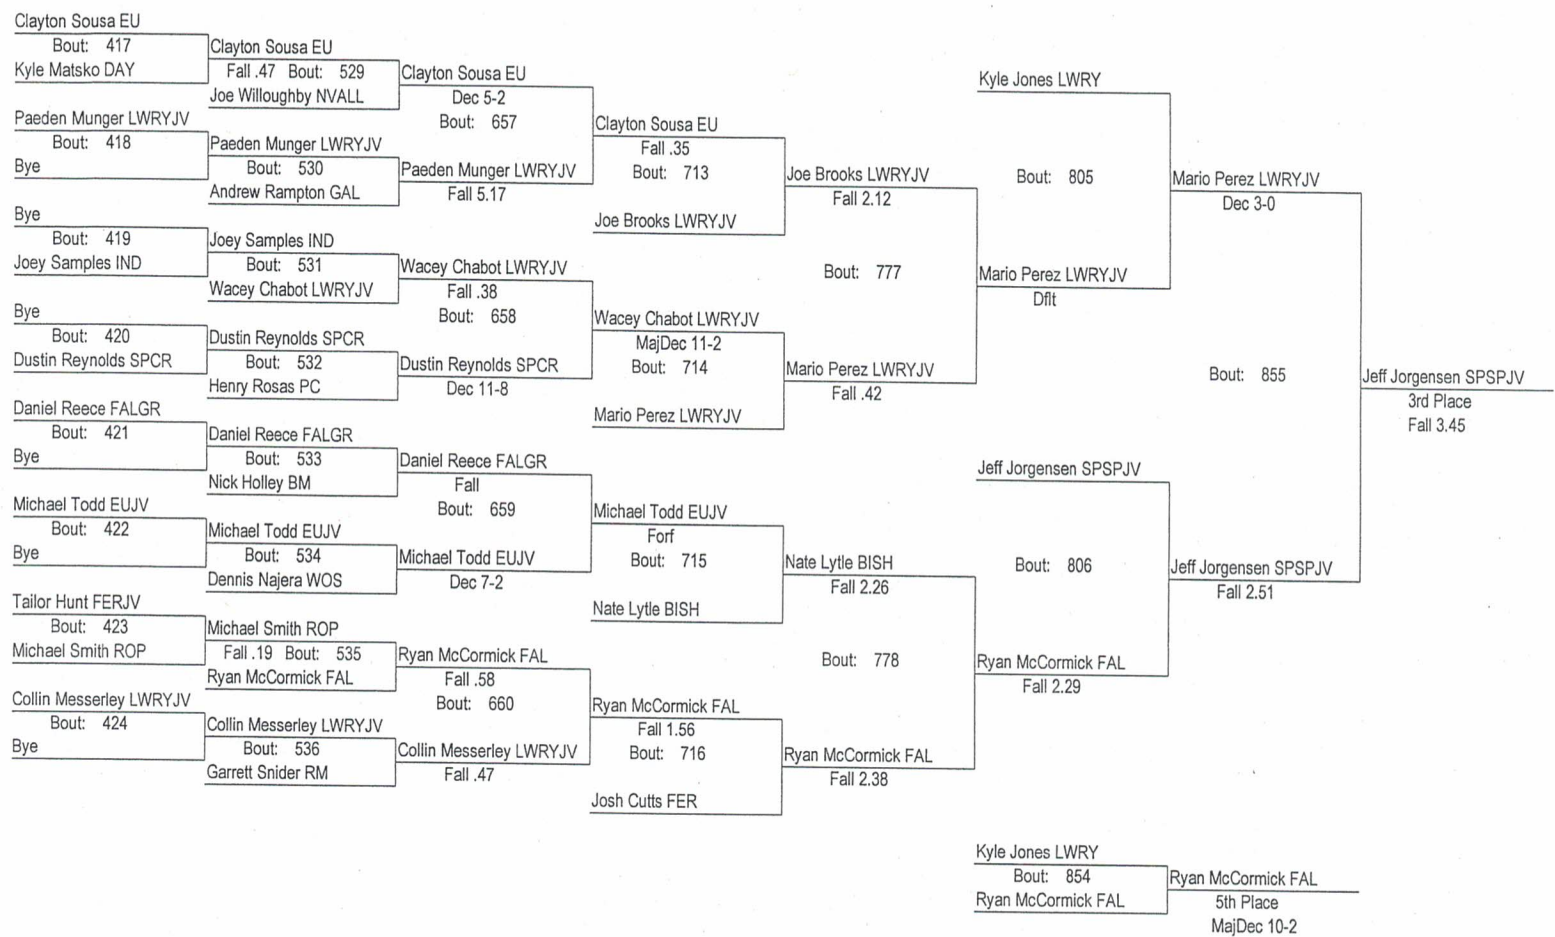 Clayton Sousa EU
Bout: 417
Kyle Matsko DAY
Paeden Munger LWRYJV
Bout: 418
Bye
Bye
Bout: 419
Joey Samples IND
Bye
Bout: 420
Dustin Reynolds SPCR
Daniel Reece FALGR
Bout: 421
Bye
Michael Todd EUJV
Bout: 422
Bye
Tailor Hunt FERJV
Bout: 423
Michael Smith ROP
Collin Messerley LWRYJV
Bout: 424
Bye
Clayton Sousa EU
Fall .47 Bout: 529
Joe Willoughby NVALL
Paeden Munger LWRYJV
Bout: 530
Andrew Rampton GAL
Joey Samples IND
Bout: 531
Wacey Chabot LWRYJV
Dustin Reynolds SPCR
Bout: 532
Henry Rosas PC
Daniel Reece FALGR
Bout: 533
Nick Holley BM
Michael Todd EUJV
Bout: 534
Dennis Najera WOS
Michael Smith ROP
Fall .19 Bout: 535
Ryan McCormick FAL
Collin Messerley LWRYJV
Bout: 536
Garrett Snider RM
Clayton Sousa EU
Dec 5-2
Bout: 657
Paeden Munger LWRYJV
Fall 5.17
Wacey Chabot LWRYJV
Fall .38
Bout: 658
Dustin Reynolds SPCR
Dec 11-8
Daniel Reece FALGR
Fall
Bout: 659
Michael Todd EUJV
Dec 7-2
Ryan McCormick FAL
Fall .58
Bout: 660
Collin Messerley LWRYJV
Fall .47
Clayton Sousa EU
Fall .35
Bout: 713
Joe Brooks LWRYJV
Wacey Chabot LWRYJV
MajDec 11-2
Bout: 714
Mario Perez LWRYJV
Michael Todd EUJV
Forf
Bout: 715
Nate Lytle BISH
Ryan McCormick FAL
Fall 1.56
Bout: 716
Josh Cutts FER
Joe Brooks LWRYJV
Fall 2.12
Bout: 777
Mario Perez LWRYJV
Fall .42
Nate Lytle BISH
Fall 2.26
Bout: 778
Ryan McCormick FAL
Fall 2.38
Kyle Jones LWRY
Bout: 805
Mario Perez LWRYJV
Dflt
Jeff Jorgensen SPSPJV
Bout: 806
Ryan McCormick FAL
Fall 2.29
Mario Perez LWRYJV
Dec 3-0
Bout: 855
Jeff Jorgensen SPSPJV
Fall 2.51
Jeff Jorgensen SPSPJV
3rd Place
Fall 3.45
Kyle Jones LWRY
Bout: 854
Ryan McCormick FAL
Ryan McCormick FAL
5th Place
MajDec 10-2